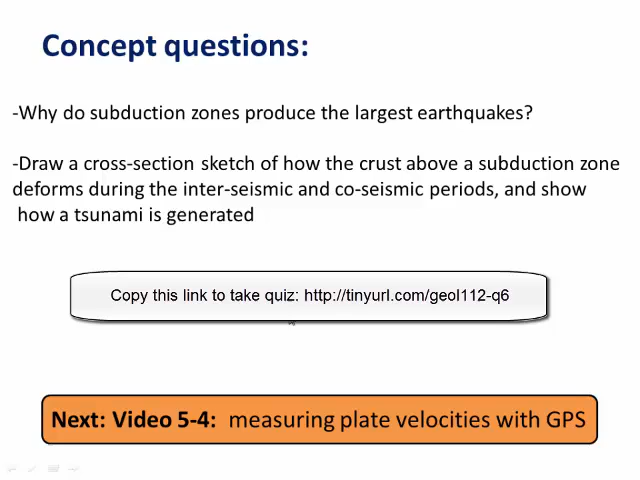 Concept questions:
-Why do subduction zones produce the largest earthquakes?
-Draw a cross-section sketch of how the crust above a subduction zone
deforms during the inter-seismic and co-seismic periods, and show
how a tsunami is generated
Copy this link to take quiz: http://tinyurl.com/geol112-q6
Next: Video 5-4: measuring plate velocities with GPS